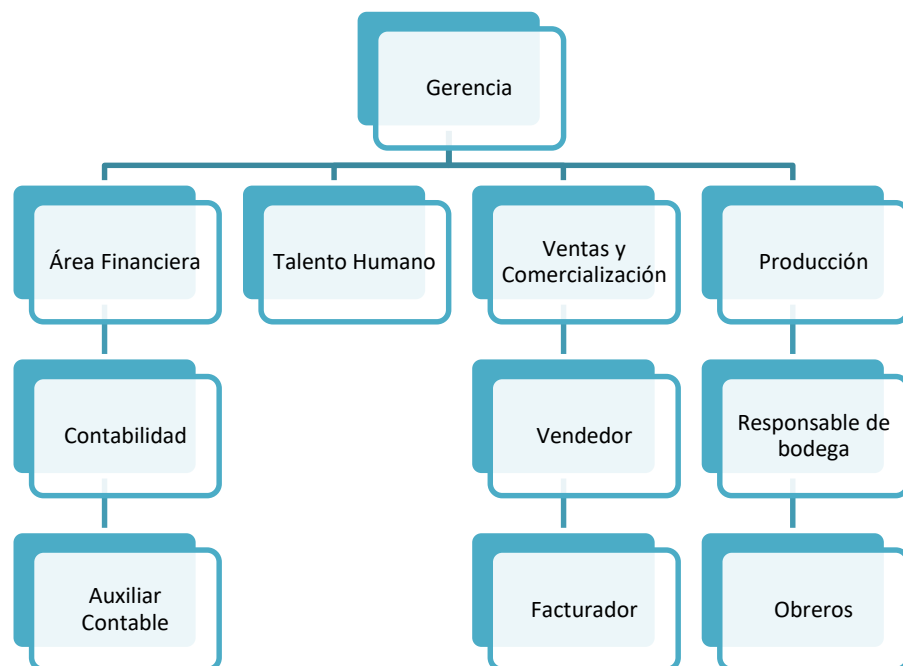 Gerencia
Área Financiera
Talento Humano
Ventas y
Comercialización
Producción
Contabilidad
Vendedor
Responsable de
bodega
Auxiliar
Contable
Facturador
Obreros